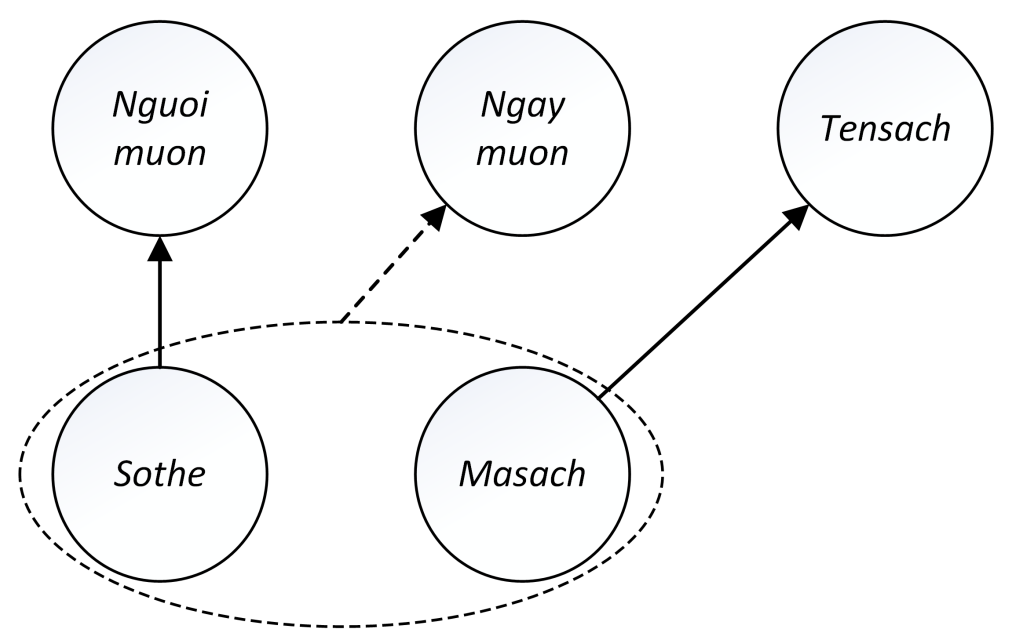 Nguoi
muon
Ngay
muon
Tensach
Sothe
Masach